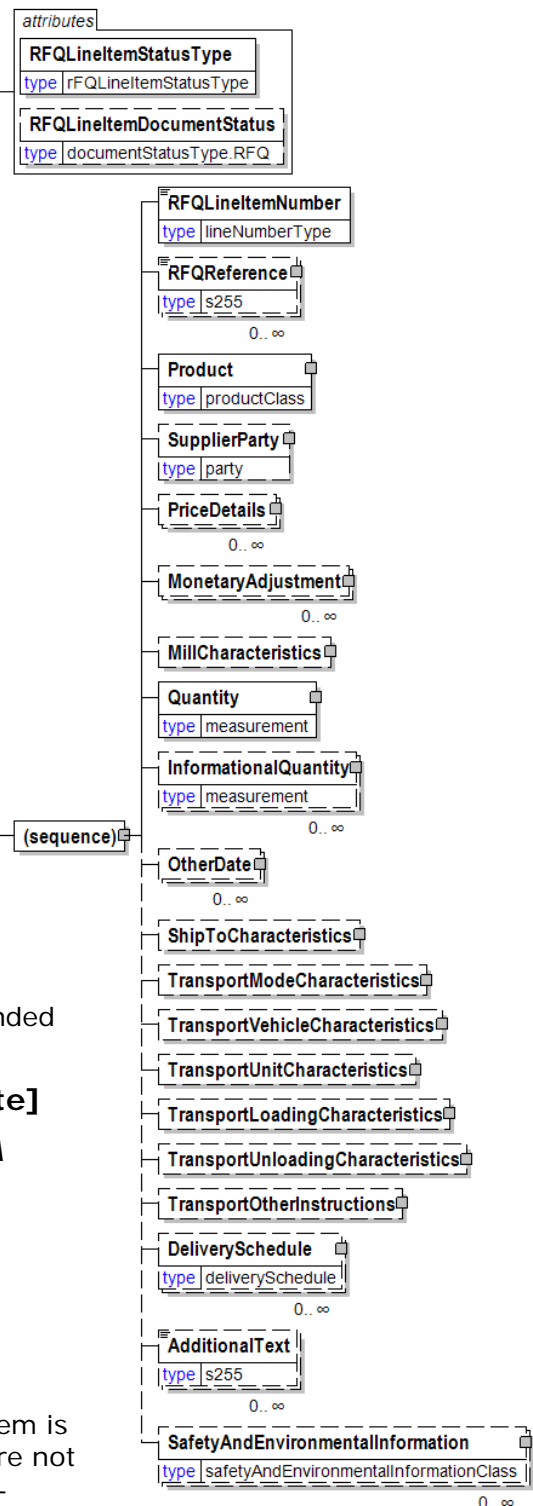 attributes
RFQLineItemStatusType
type rFQLineItemStatusType
RFQLineItemDocumentStatus
type documentStatusType.RFQ
RFQLineItemNumber
type lineNumberType
RFQReference
type s255
0..∞
Product
type productClass
SupplierParty
type party
PriceDetails
0..∞
MonetaryAdjustment
0..∞
MillCharacteristics
Quantity
type measurement
InformationalQuantity
type measurement
0..∞
(sequence)
OtherDate
0..∞
ShipToCharacteristics
TransportModeCharacteristics
nded
TransportVehicleCharacteristics
TransportUnitCharacteristics
te]
TransportLoadingCharacteristics
TransportUnloadingCharacteristics
TransportOtherInstructions
DeliverySchedule
type deliverySchedule
0..∞
AdditionalText
type s255
0..∞
em is
SafetyAndEnvironmentalInformation
re not
type safetyAndEnvironmentalInformationClass
0..∞